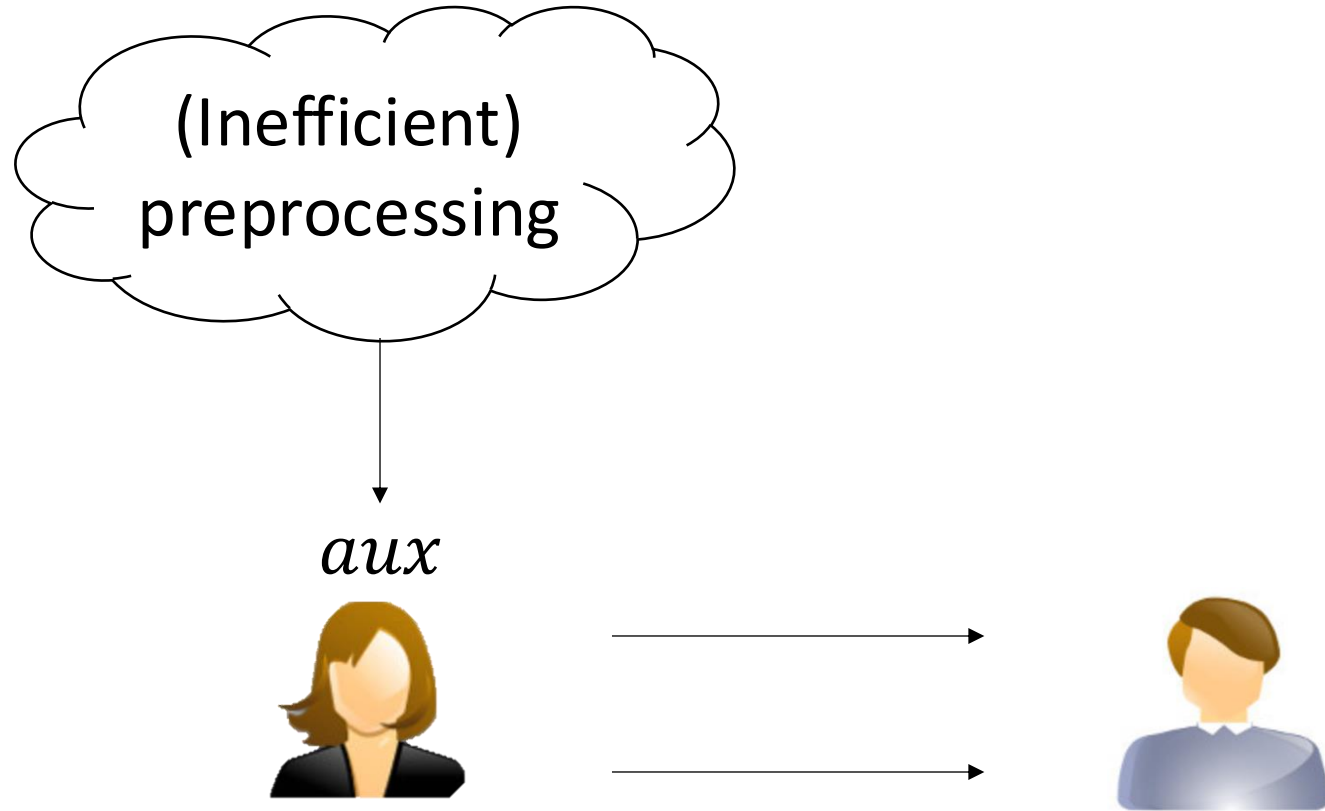 (Inefficient)
preprocessing
𝑎𝑢𝑥